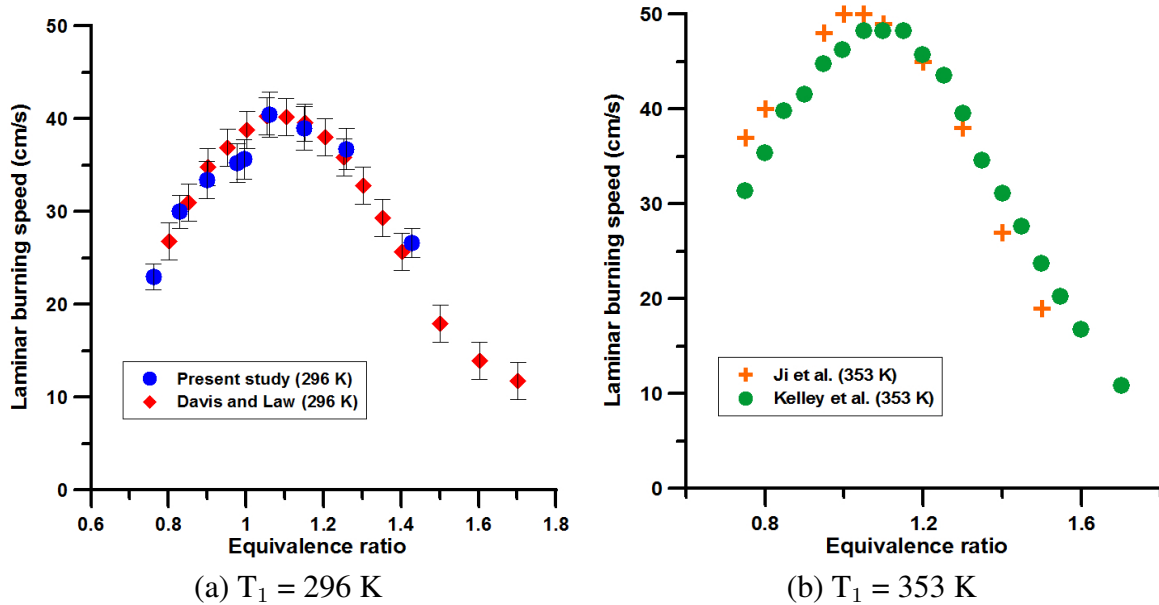 50
40
30
20
10
0
Laminar burning speed (cm/s)
Present study (296 K)
Davis and Law (296 K)
0.6 0.8 1 1.2 1.4 1.6 1.8
Equivalence ratio
(a) T₁ = 296 K
50
40
30
20
10
0
Laminar burning speed (cm/s)
Ji et al. (353 K)
Kelley et al. (353 K)
0.8 1.2 1.6
Equivalence ratio
(b) T₁ = 353 K